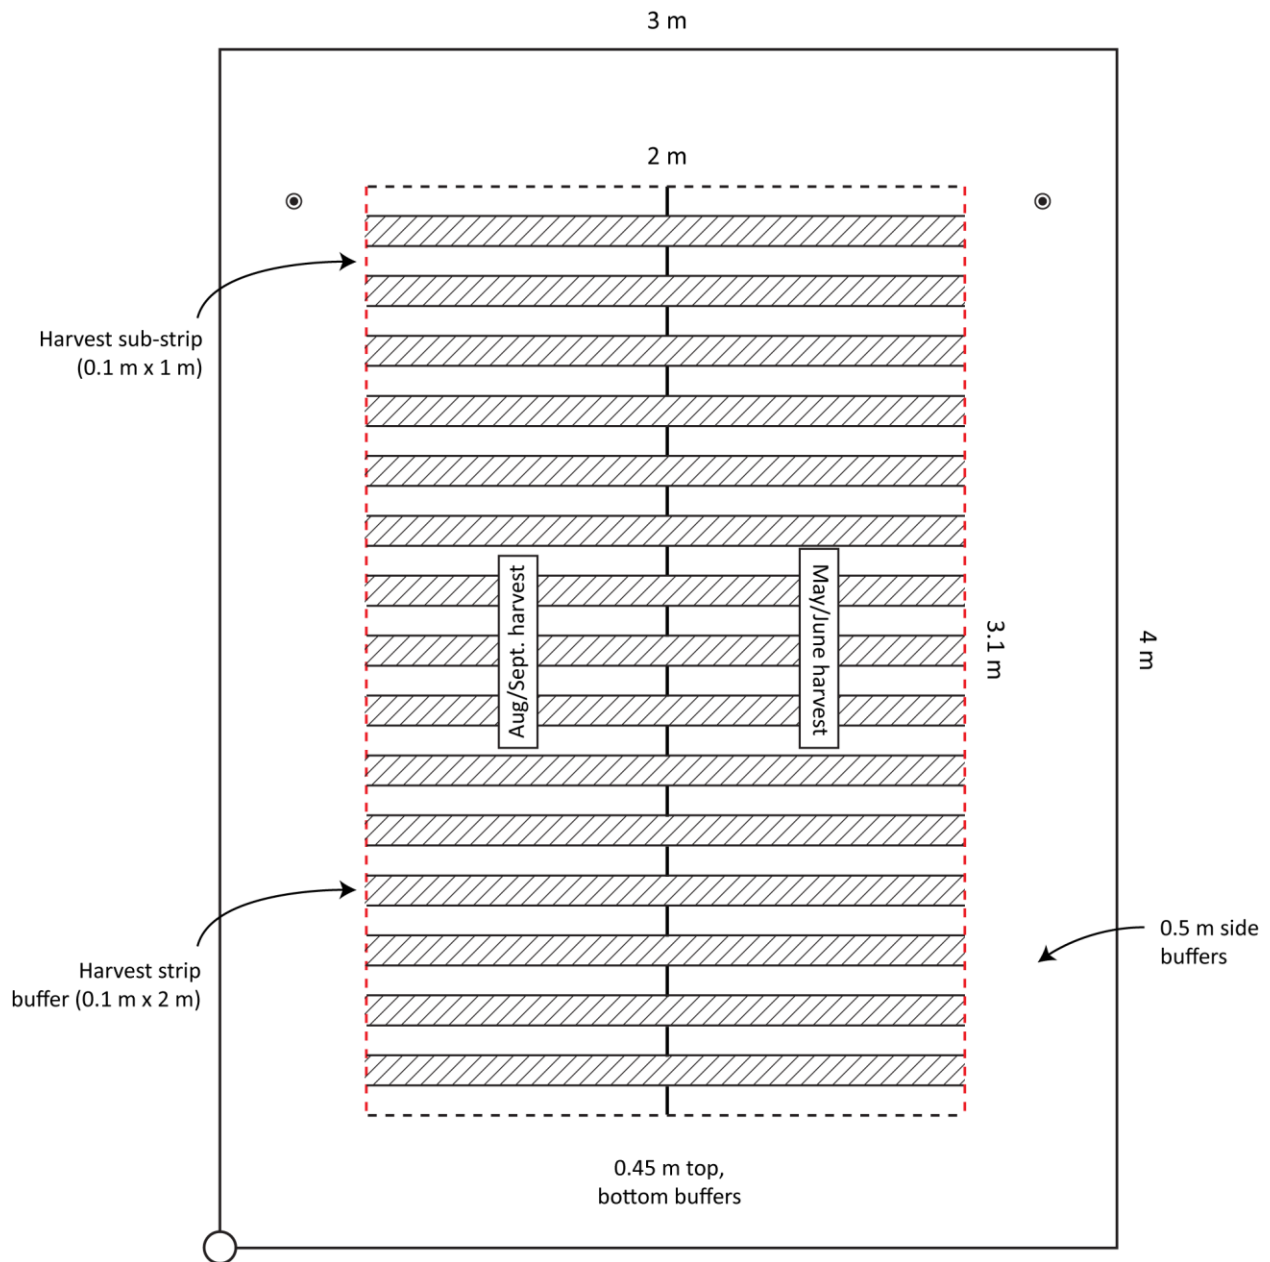 3 m
2 m
Harvest sub-strip
(0.1 m x 1 m)
Aug/Sept. harvest
May/June harvest
3.1 m
4 m
Harvest strip
buffer (0.1 m x 2 m)
0.5 m side
buffers
0.45 m top,
bottom buffers